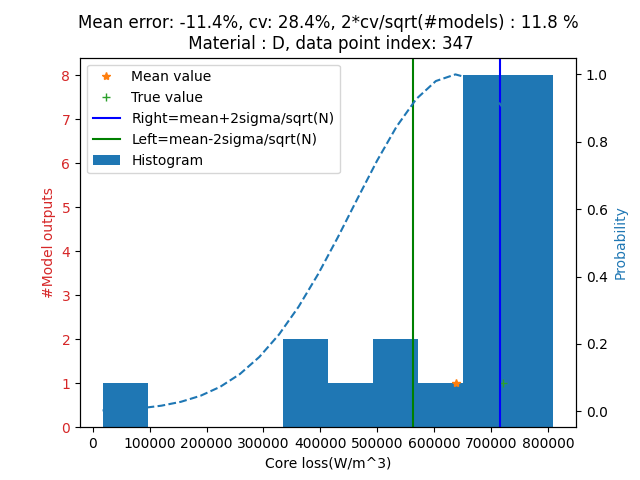 Mean error: -11.4%, cv: 28.4%, 2*cv/sqrt(#models) : 11.8 %
Material : D, data point index: 347
Mean value
True value
Right=mean+2sigma/sqrt(N)
Left=mean-2sigma/sqrt(N)
Histogram
8
7
6
5
4
3
2
1
0
#Model outputs
1.0
0.8
0.6
0.4
0.2
0.0
Probability
0 100000 200000 300000 400000 500000 600000 700000 800000
Core loss(W/m^3)